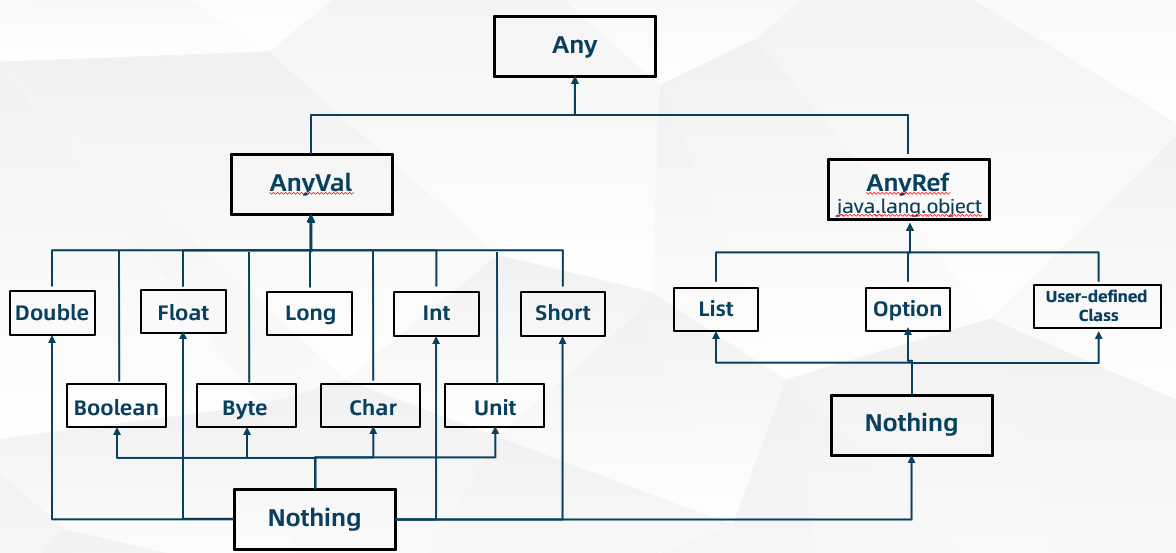 Any
AnyVal
AnyRef
java.lang.object
Double
Float
Long
Int
Short
List
Option
User-defined
Class
Boolean
Byte
Char
Unit
Nothing
Nothing